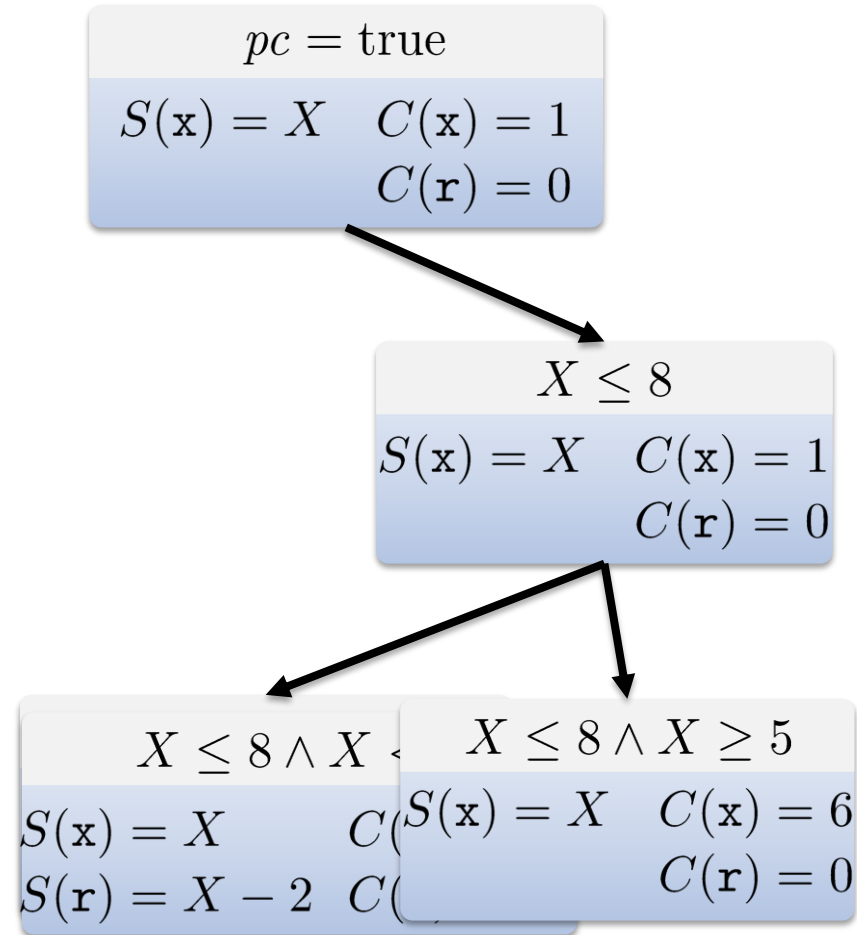 pc = true
S(x) = X C(x) = 1
C(r) = 0
X ≤ 8
S(x) = X C(x) = 1
C(r) = 0
X ≤ 8 ∧ X <
S(x) = X C(
S(r) = X − 2 C(
X ≤ 8 ∧ X ≥ 5
S(x) = X C(x) = 6
C(r) = 0